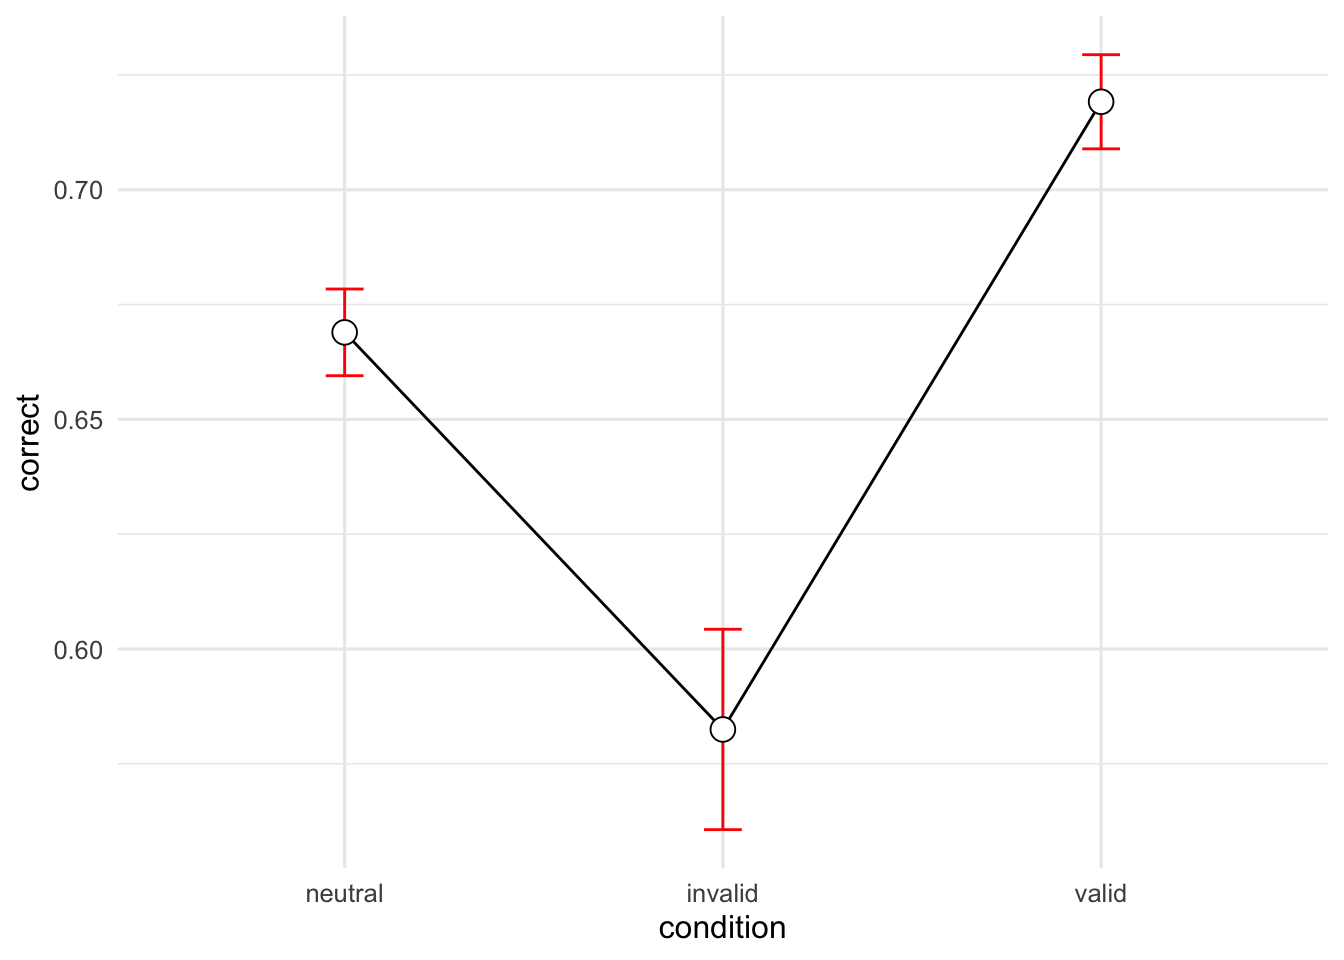 correct
0.70
0.65
0.60
neutral invalid valid
condition